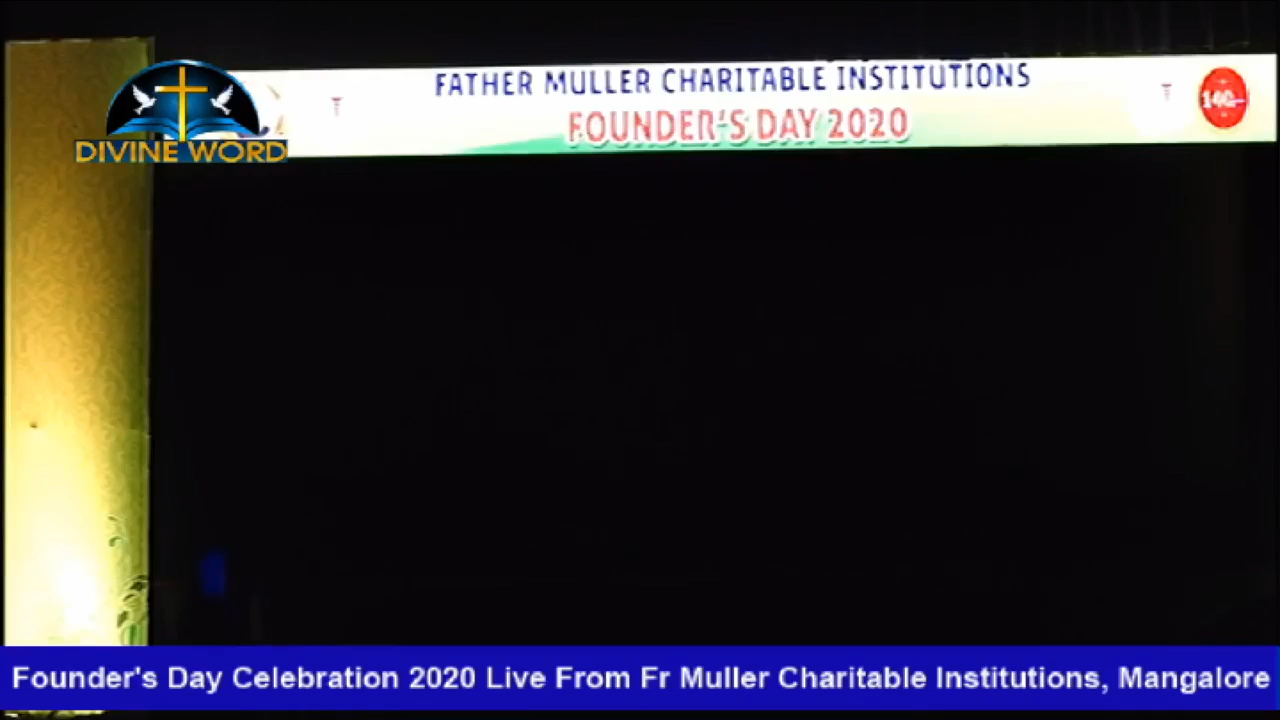 FATHER MULLER CHARITABLE INSTITUTIONS
FOUNDER'S DAY 2020
140
DIVINE WORD
Founder's Day Celebration 2020 Live From Fr Muller Charitable Institutions, Mangalore